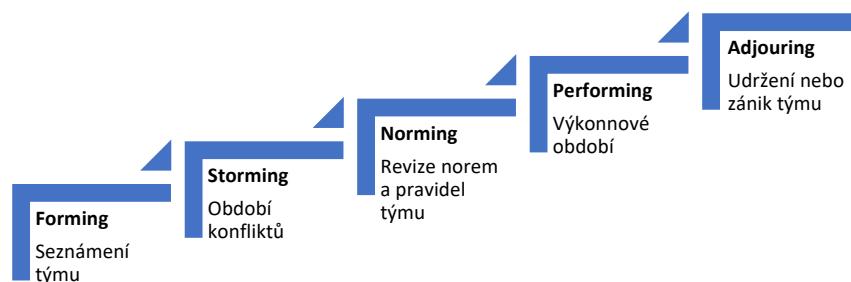 Forming
Seznámení
týmu
Storming
Období
konfliktů
Norming
Revize norem
a pravidel
týmu
Performing
Výkonnové
období
Adjouring
Udržení nebo
zánik týmu